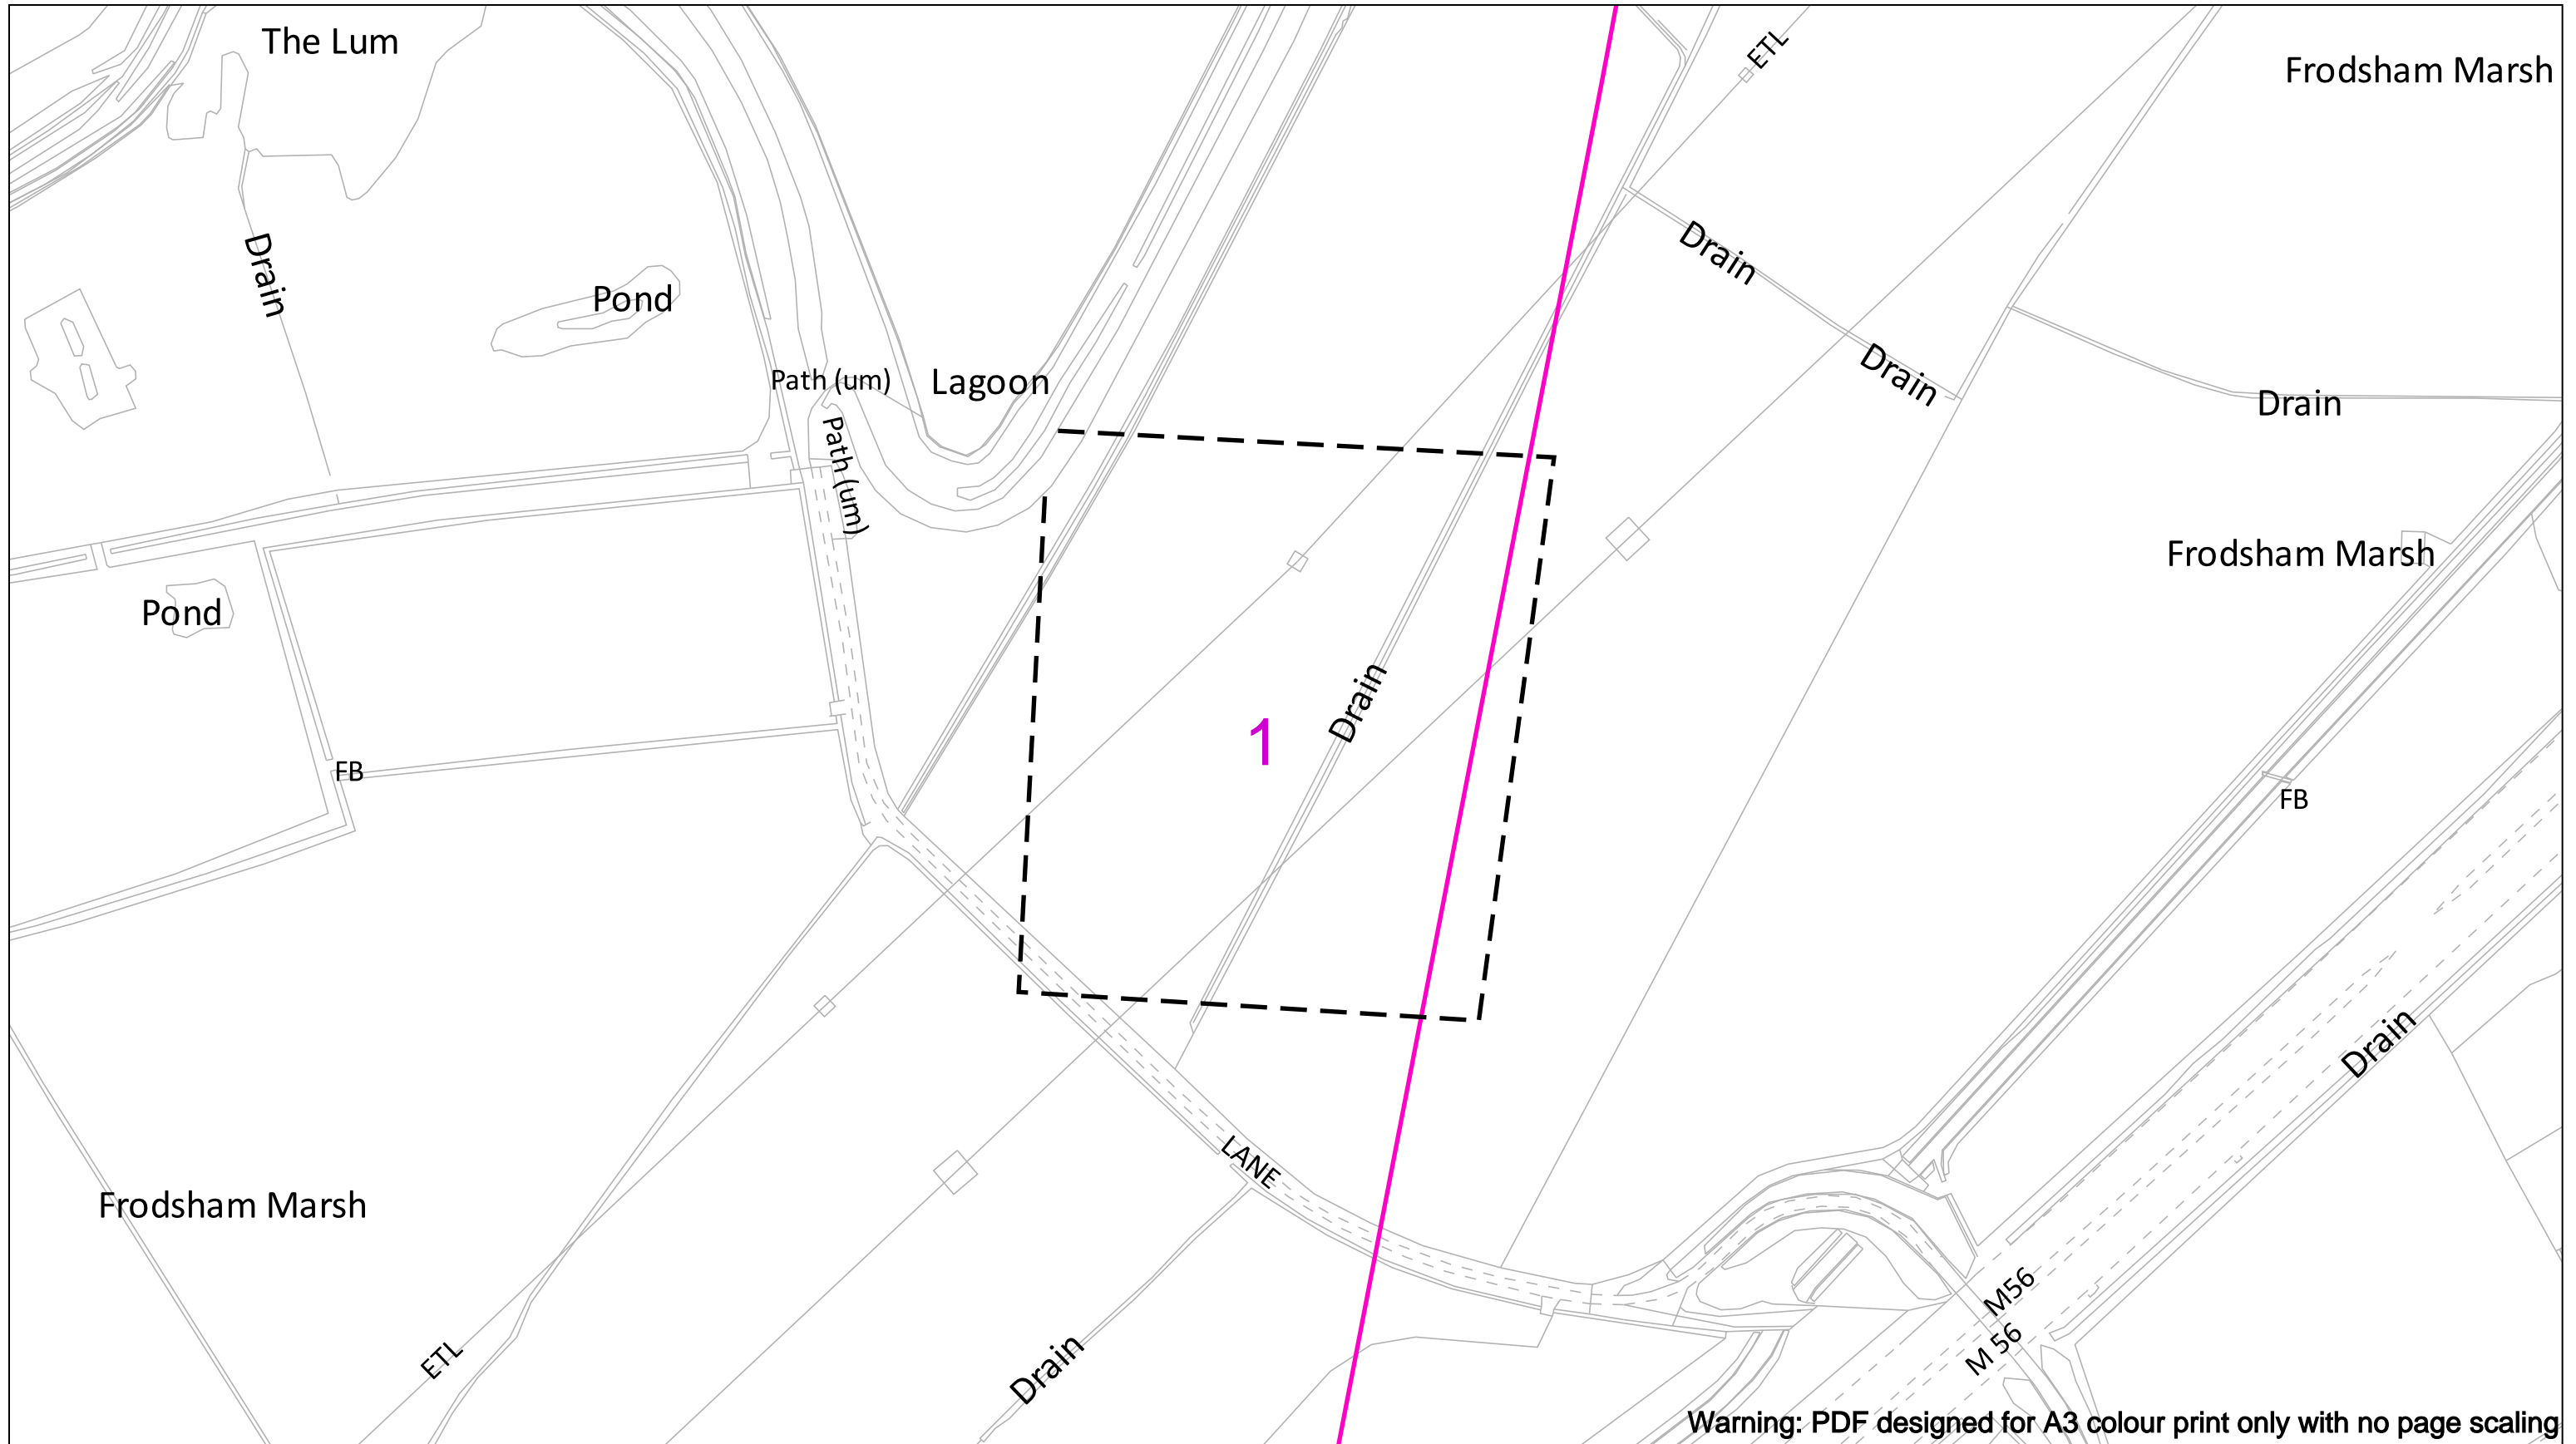 The Lum
ETL
Frodsham Marsh
Drain
Drain
Pond
Drain
Path (um)
Lagoon
Drain
Path (um)
Frodsham Marsh
Pond
Drain
1
FB
FB
Drain
LANE
Frodsham Marsh
M56
M 56
ETL
Drain
Warning: PDF designed for A3 colour print only with no page scaling